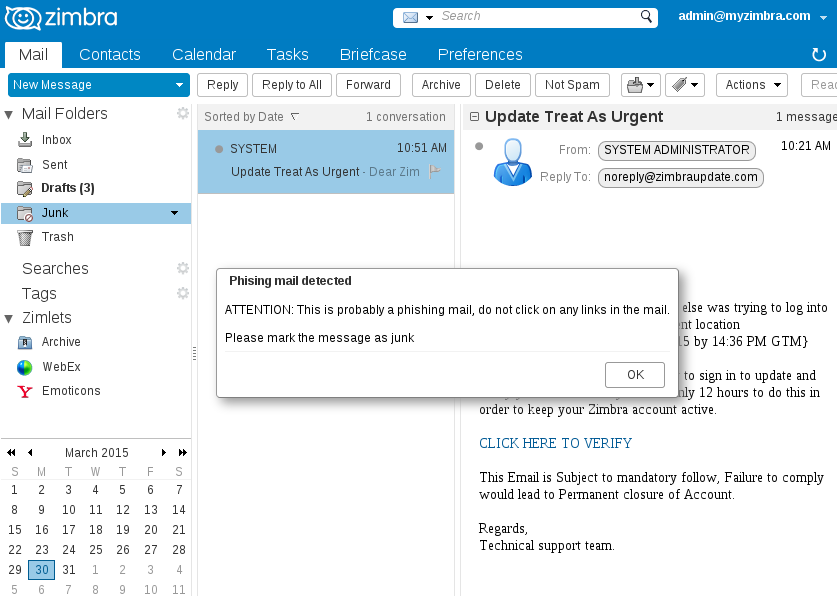 zimbra
Search
admin@myzimbra.com
Mail Contacts Calendar Tasks Briefcase Preferences
New Message
Reply Reply to All Forward Archive Delete Not Spam Actions Read
Mail Folders
Inbox
Sent
Drafts (3)
Junk
Trash
Searches
Tags
Zimlets
Archive
WebEx
Emoticons
March 2015
S M T W T F S
1 2 3 4 5 6 7
8 9 10 11 12 13 14
15 16 17 18 19 20 21
22 23 24 25 26 27 28
29 30 31 1 2 3 4
5 6 7 8 9 10 11
Sorted by Date 1 conversation
SYSTEM 10:51 AM
Update Treat As Urgent - Dear Zim
Update Treat As Urgent 1 message
From: SYSTEM ADMINISTRATOR 10:21 AM
Reply To: noreply@zimbraupdate.com
Phising mail detected
ATTENTION: This is probably a phishing mail, do not click on any links in the mail.
Please mark the message as junk
OK
else was trying to log into
location
by 14:36 PM GTM}
to sign in to update and
12 hours to do this in
order to keep your Zimbra account active.
CLICK HERE TO VERIFY
This Email is Subject to mandatory follow, Failure to comply
would lead to Permanent closure of Account.
Regards,
Technical support team.